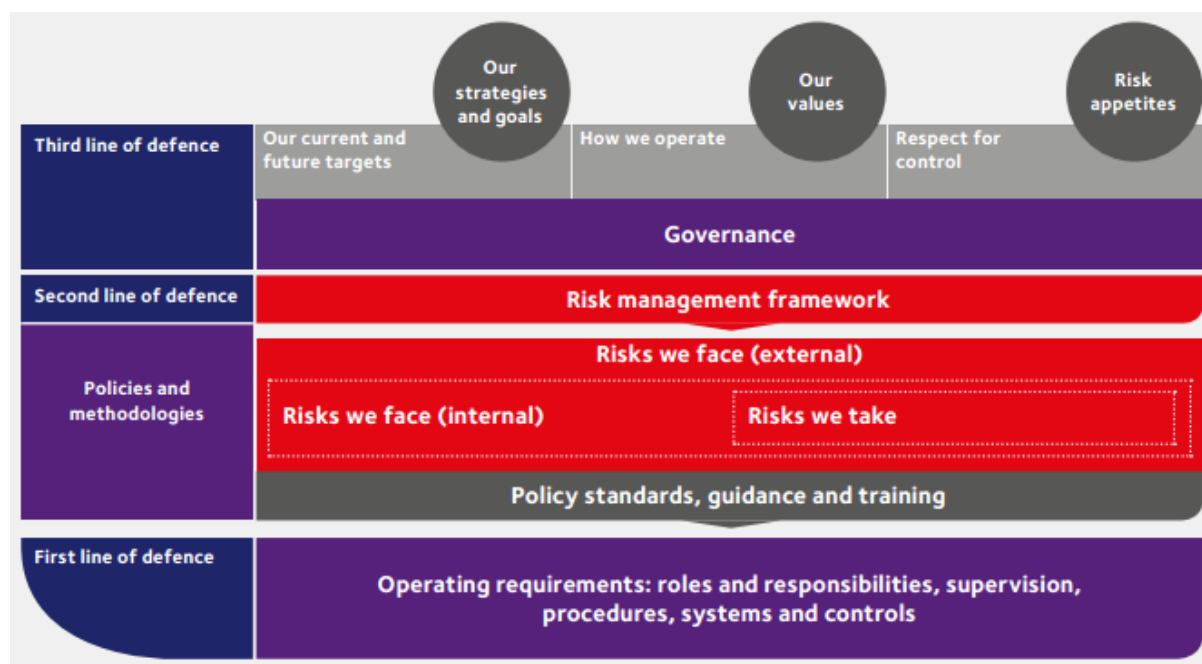 Our
strategies
and goals
Our
values
Risk
appetites
Third line of defence
Our current and
future targets
How we operate
Respect for
control
Governance
Second line of defence
Risk management framework
Policies and
methodologies
Risks we face (external)
Risks we face (internal)
Risks we take
Policy standards, guidance and training
First line of defence
Operating requirements: roles and responsibilities, supervision,
procedures, systems and controls